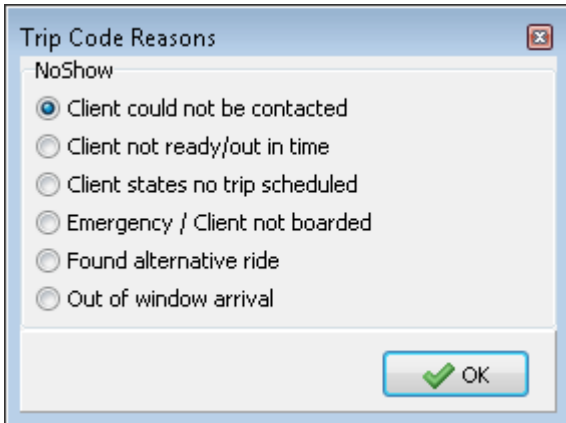 Trip Code Reasons
NoShow
Client could not be contacted
Client not ready/out in time
Client states no trip scheduled
Emergency / Client not boarded
Found alternative ride
Out of window arrival
OK